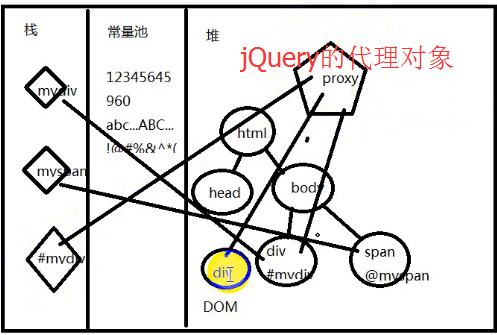 栈
常量池
堆
jQuery的代理对象
proxy
mydiv
12345645
960
abc...ABC...
!@#%&^*(
html
head
body
myspan
#mydiv
div
div
#mydiv
span
@myspan
DOM